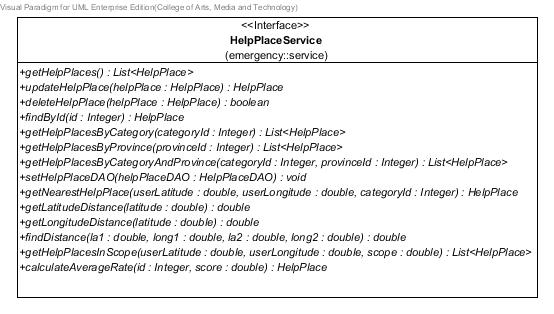 Visual Paradigm for UML Enterprise Edition(College of Arts, Media and Technology)
<<Interface>>
HelpPlaceService
(emergency::service)
+getHelpPlaces() : List<HelpPlace>
+updateHelpPlace(helpPlace : HelpPlace) : HelpPlace
+deleteHelpPlace(helpPlace : HelpPlace) : boolean
+findById(id : Integer) : HelpPlace
+getHelpPlacesByCategory(categoryId : Integer) : List<HelpPlace>
+getHelpPlacesByProvince(provinceId : Integer) : List<HelpPlace>
+getHelpPlacesByCategoryAndProvince(categoryId : Integer, provinceId : Integer) : List<HelpPlace>
+setHelpPlaceDAO(helpPlaceDAO : HelpPlaceDAO) : void
+getNearestHelpPlace(userLatitude : double, userLongitude : double, categoryId : Integer) : HelpPlace
+getLatitudeDistance(latitude : double) : double
+getLongitudeDistance(latitude : double) : double
+findDistance(la1 : double, long1 : double, la2 : double, long2 : double) : double
+getHelpPlacesInScope(userLatitude : double, userLongitude : double, scope : double) : List<HelpPlace>
+calculateAverageRate(id : Integer, score : double) : HelpPlace